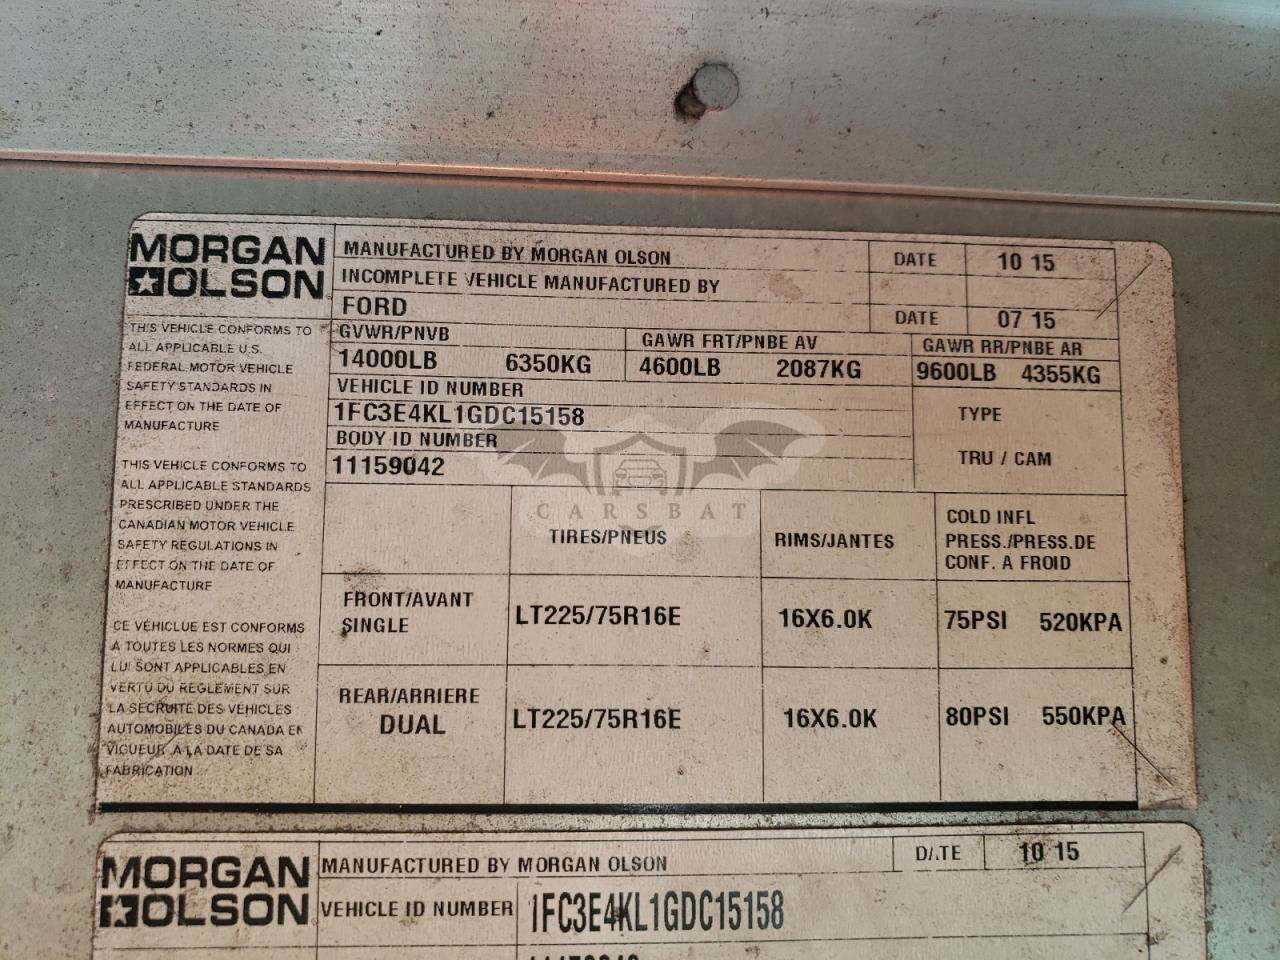 MORGAN
OLSON
THIS VEHICLE CONFORMS TO
ALL APPLICABLE U.S.
FEDERAL MOTOR VEHICLE
SAFETY STANDARDS IN
EFFECT ON THE DATE OF
MANUFACTURE
THIS VEHICLE CONFORMS TO
ALL APPLICABLE STANDARDS
PRESCRIBED UNDER THE
CANADIAN MOTOR VEHICLE
SAFETY REGULATIONS IN
EFFECT ON THE DATE OF
MANUFACTURE
CE VEHICLUE EST CONFORMS
A TOUTES LES NORMES QUI
LUI SONT APPLICABLES EN
VERTU DU REGLEMENT SUR
LA SECRUITE DES VEHICLES
AUTOMOBILES DU CANADA EN
VIGUEUR A LA DATE DE SA
FABRICATION
MANUFACTURED BY MORGAN OLSON DATE 10 15
INCOMPLETE VEHICLE MANUFACTURED BY
FORD DATE 07 15
GVWR/PNVB GAWR FRT/PNBE AV GAWR RR/PNBE AR
14000LB 6350KG 4600LB 2087KG 9600LB 4355KG
VEHICLE ID NUMBER
1FC3E4KL1GDC15158 TYPE
BODY ID NUMBER
11159042 TRU / CAM
CARSBAT
TIRES/PNEUS RIMS/JANTES COLD INFL
PRESS./PRESS.DE
CONF. A FROID
FRONT/AVANT
SINGLE LT225/75R16E 16X6.0K 75PSI 520KPA
REAR/ARRIERE
DUAL LT225/75R16E 16X6.0K 80PSI 550KPA
MORGAN
OLSON
MANUFACTURED BY MORGAN OLSON DATE 10 15
VEHICLE ID NUMBER 1FC3E4KL1GDC15158